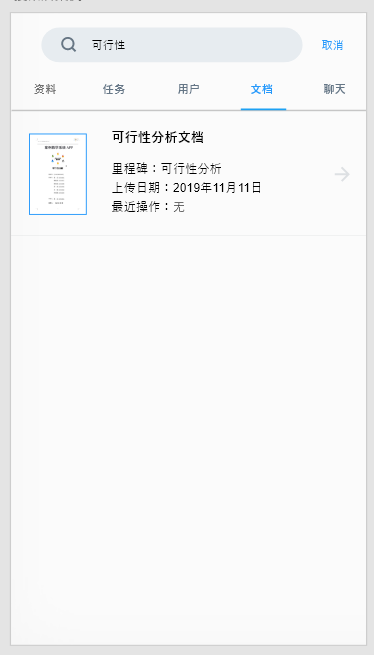 可行性
取消
资料 任务 用户 文档 聊天
可行性分析文档
里程碑：可行性分析
上传日期：2019年11月11日
最近操作：无